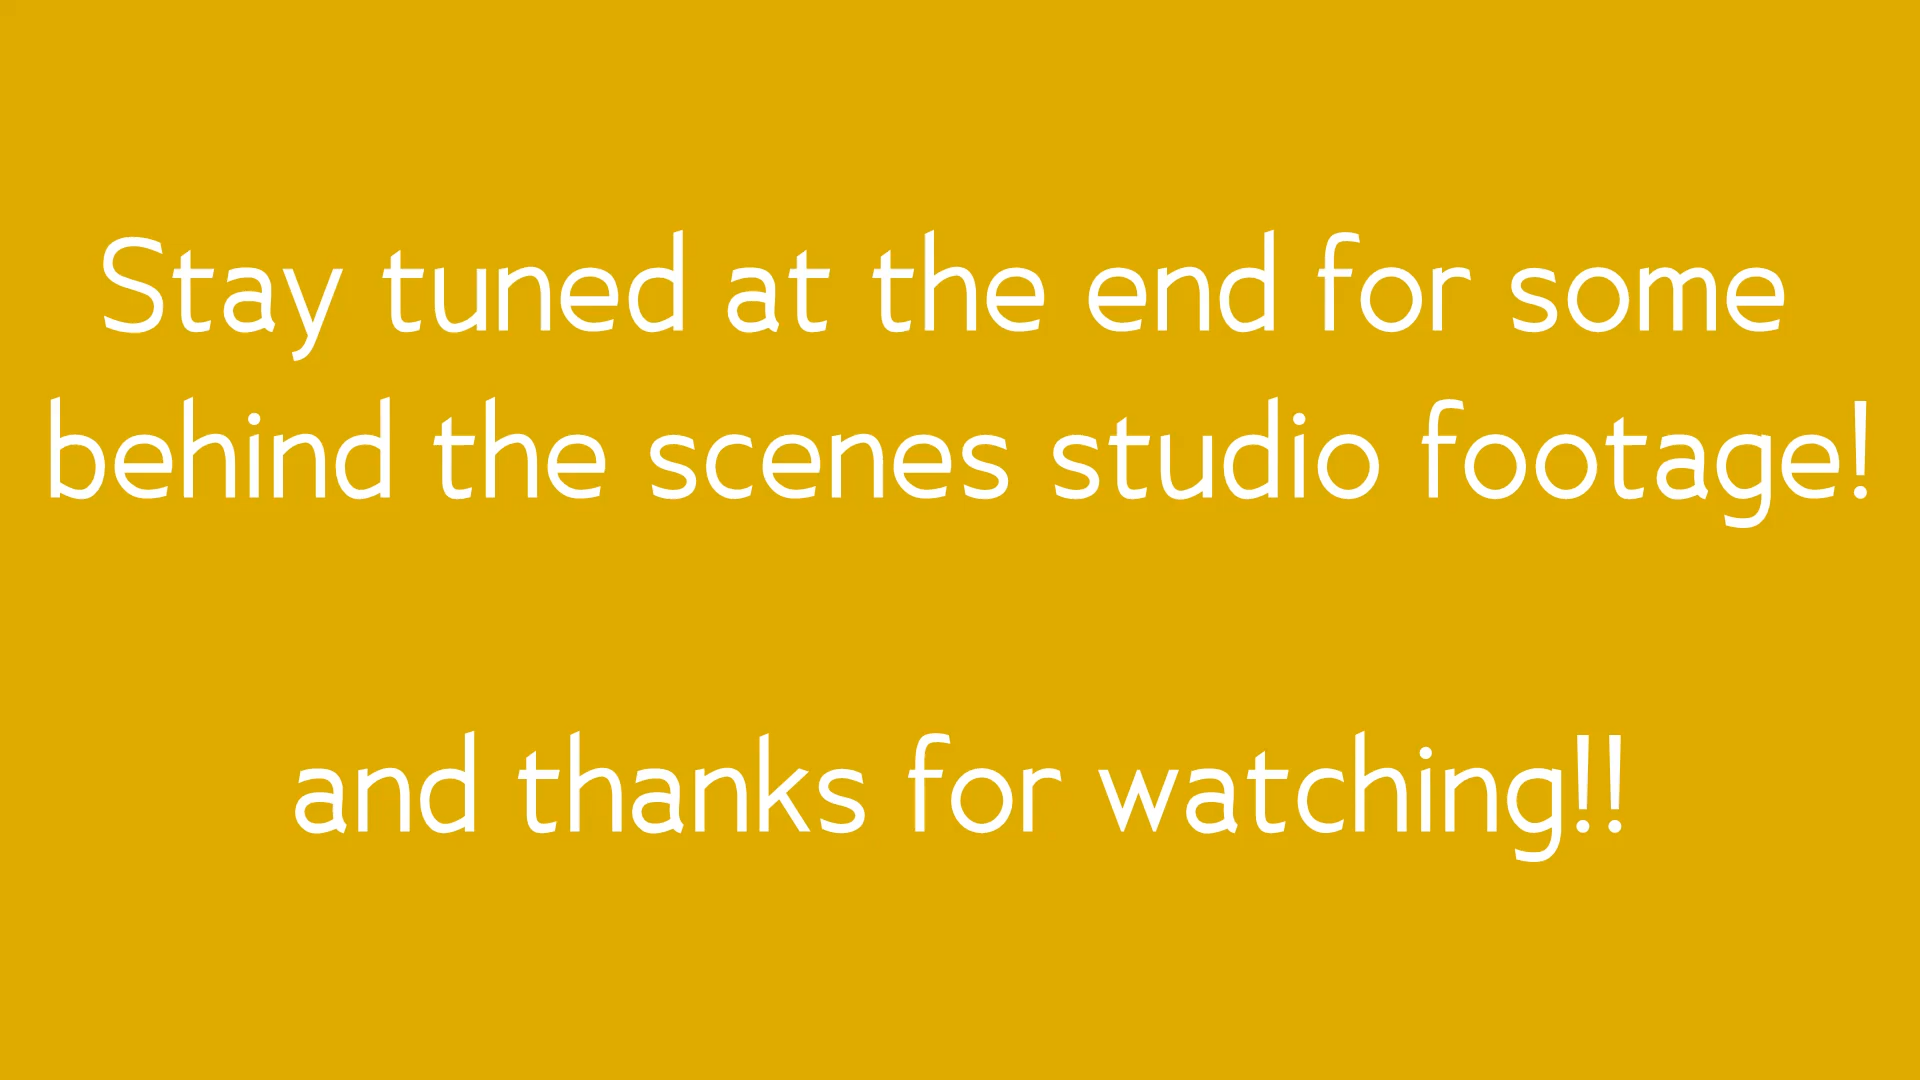 Stay tuned at the end for some
behind the scenes studio footage!
and thanks for watching!!